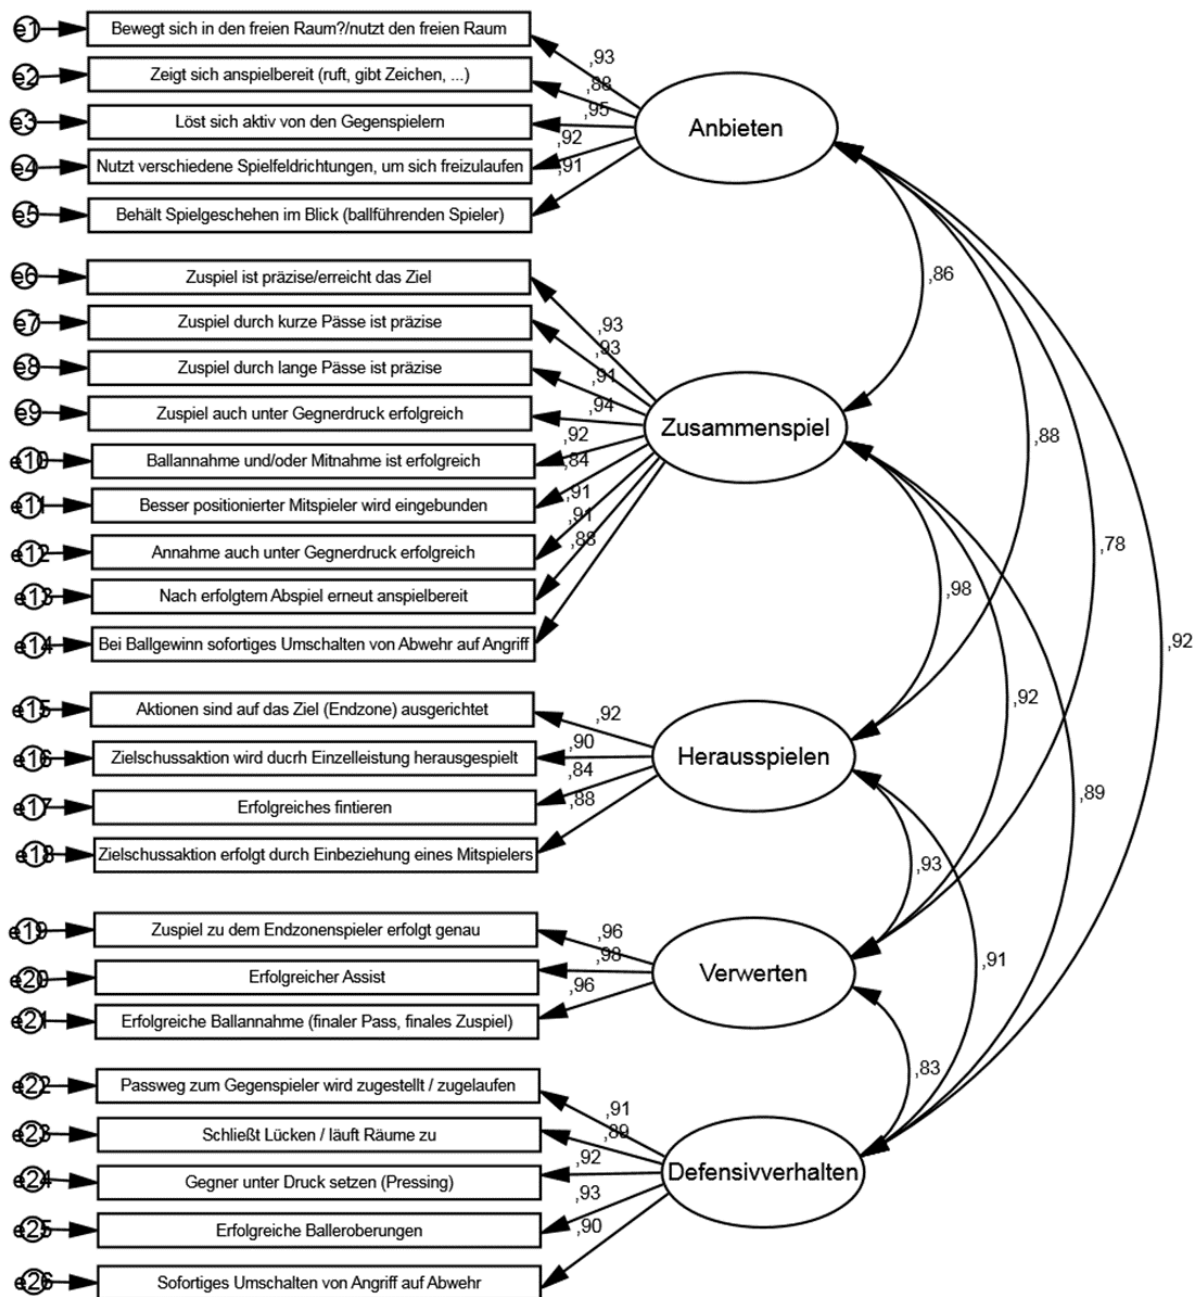 e1 Bewegt sich in den freien Raum?/nutzt den freien Raum
e2 Zeigt sich anspielbereit (ruft, gibt Zeichen, ...)
e3 Löst sich aktiv von den Gegenspielern
e4 Nutzt verschiedene Spielfeldrichtungen, um sich freizulaufen
e5 Behält Spielgeschehen im Blick (ballführenden Spieler)
,93
,88
,95
,92
,91
Anbieten
e6 Zuspiel ist präzise/erreicht das Ziel
e7 Zuspiel durch kurze Pässe ist präzise
e8 Zuspiel durch lange Pässe ist präzise
e9 Zuspiel auch unter Gegnerdruck erfolgreich
e10 Ballannahme und/oder Mitnahme ist erfolgreich
e11 Besser positionierter Mitspieler wird eingebunden
e12 Annahme auch unter Gegnerdruck erfolgreich
e13 Nach erfolgtem Abspiel erneut anspielbereit
e14 Bei Ballgewinn sofortiges Umschalten von Abwehr auf Angriff
,93
,93
,91
,94
,92
,84
,91
,91
,88
Zusammenspiel
e15 Aktionen sind auf das Ziel (Endzone) ausgerichtet
e16 Zielschussaktion wird ducrh Einzelleistung herausgespielt
e17 Erfolgreiches fintieren
e18 Zielschussaktion erfolgt durch Einbeziehung eines Mitspielers
,92
,90
,84
,88
Herausspielen
e19 Zuspiel zu dem Endzonenspieler erfolgt genau
e20 Erfolgreicher Assist
e21 Erfolgreiche Ballannahme (finaler Pass, finales Zuspiel)
,96
,98
,96
Verwerten
e22 Passweg zum Gegenspieler wird zugestellt / zugelaufen
e23 Schließt Lücken / läuft Räume zu
e24 Gegner unter Druck setzen (Pressing)
e25 Erfolgreiche Balleroberungen
e26 Sofortiges Umschalten von Angriff auf Abwehr
,91
,89
,92
,93
,90
Defensivverhalten
,86
,88
,78
,98
,92
,92
,89
,93
,91
,83